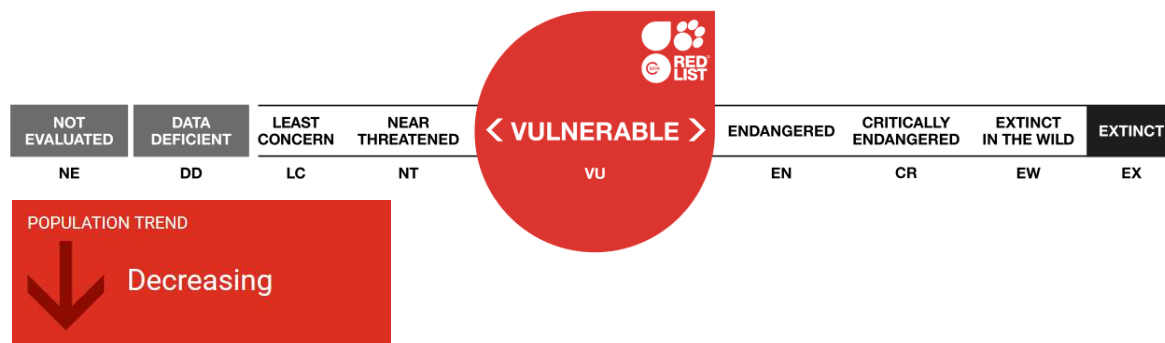 RED
LIST
NOT
EVALUATED
DATA
DEFICIENT
LEAST
CONCERN
NEAR
THREATENED
< VULNERABLE >
ENDANGERED
CRITICALLY
ENDANGERED
EXTINCT
IN THE WILD
EXTINCT
NE
DD
LC
NT
VU
EN
CR
EW
EX
POPULATION TREND
Decreasing